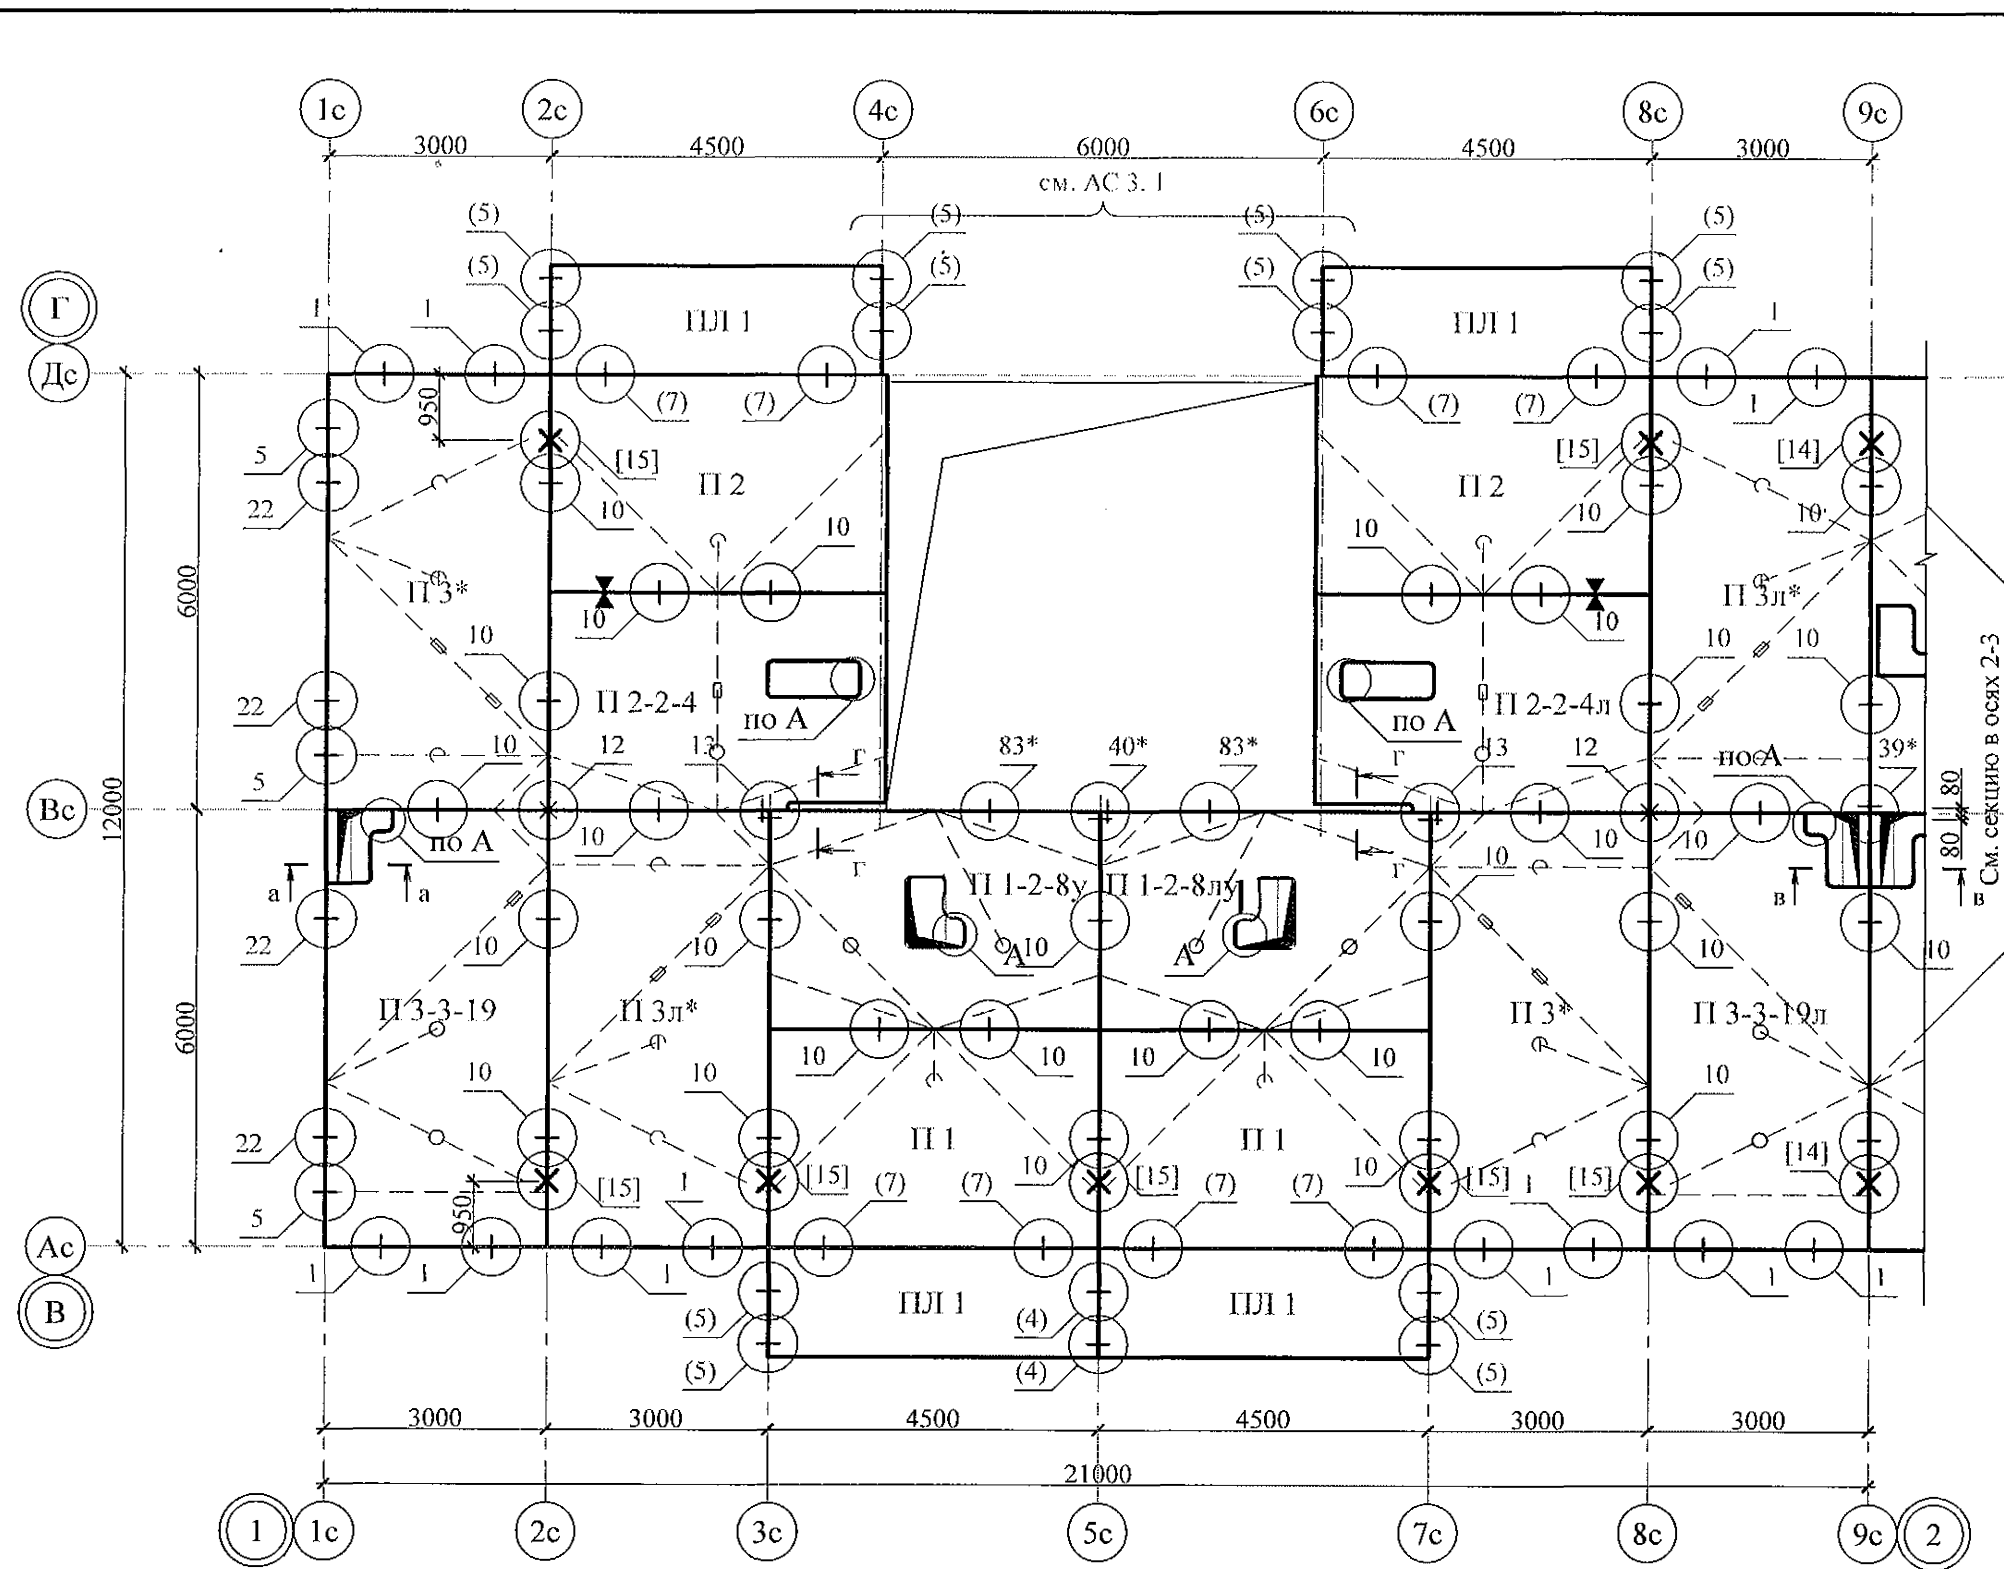 1с 2с 4с 6с 8с 9с
3000 4500 6000 4500 3000
см. АС 3. 1
(5) (5) (5) (5)
(5) (5) (5) (5)
Г
1 1 ПЛ 1 ПЛ 1 1
Дс
950 (7) (7) (7) (7) 1
5 [15] [15] [14]
П 2 П 2
22 10 10 10
10 10
6000 П 3* П 3л*
10 10
10 10 10
22 П 2-2-4 П 2-2-4л
по А по А
См. секцию в осях 2-3
5 10 12 13 г 83* 40* 83* г 13 12 по А 39*
80
Вс
12000
по А 10 10 10 10
80
а а г П 1-2-8у П 1-2-8лу г в в
22 10 10 А 10 А 10 10
6000
П 3-3-19 П 3л* П 3* П 3-3-19л
10 10 10 10
10 10 10
22 П 1 П 1
10 10 [14]
950 [15] 1 [15] (7) (7) [15] (7) (7) [15] 1 [15]
5
Ас
1 1 1 1 1 1
В
(5) ПЛ 1 (4) ПЛ 1 (5)
(5) (4) (5)
3000 3000 4500 4500 3000 3000
21000
1 1с 2с 3с 5с 7с 8с 9с 2